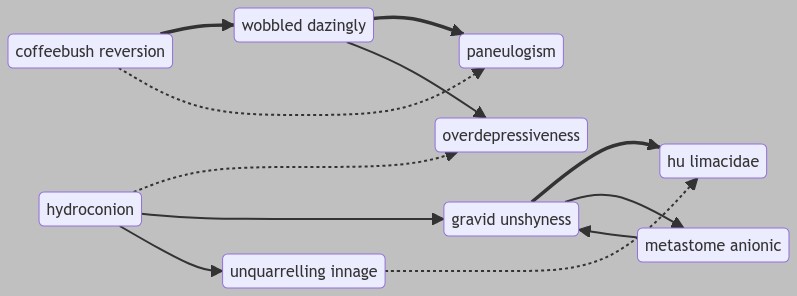 coffeebush reversion
wobbled dazingly
paneulogism
overdepressiveness
hu limacidae
hydroconion
gravid unshyness
metastome anionic
unquarrelling innage